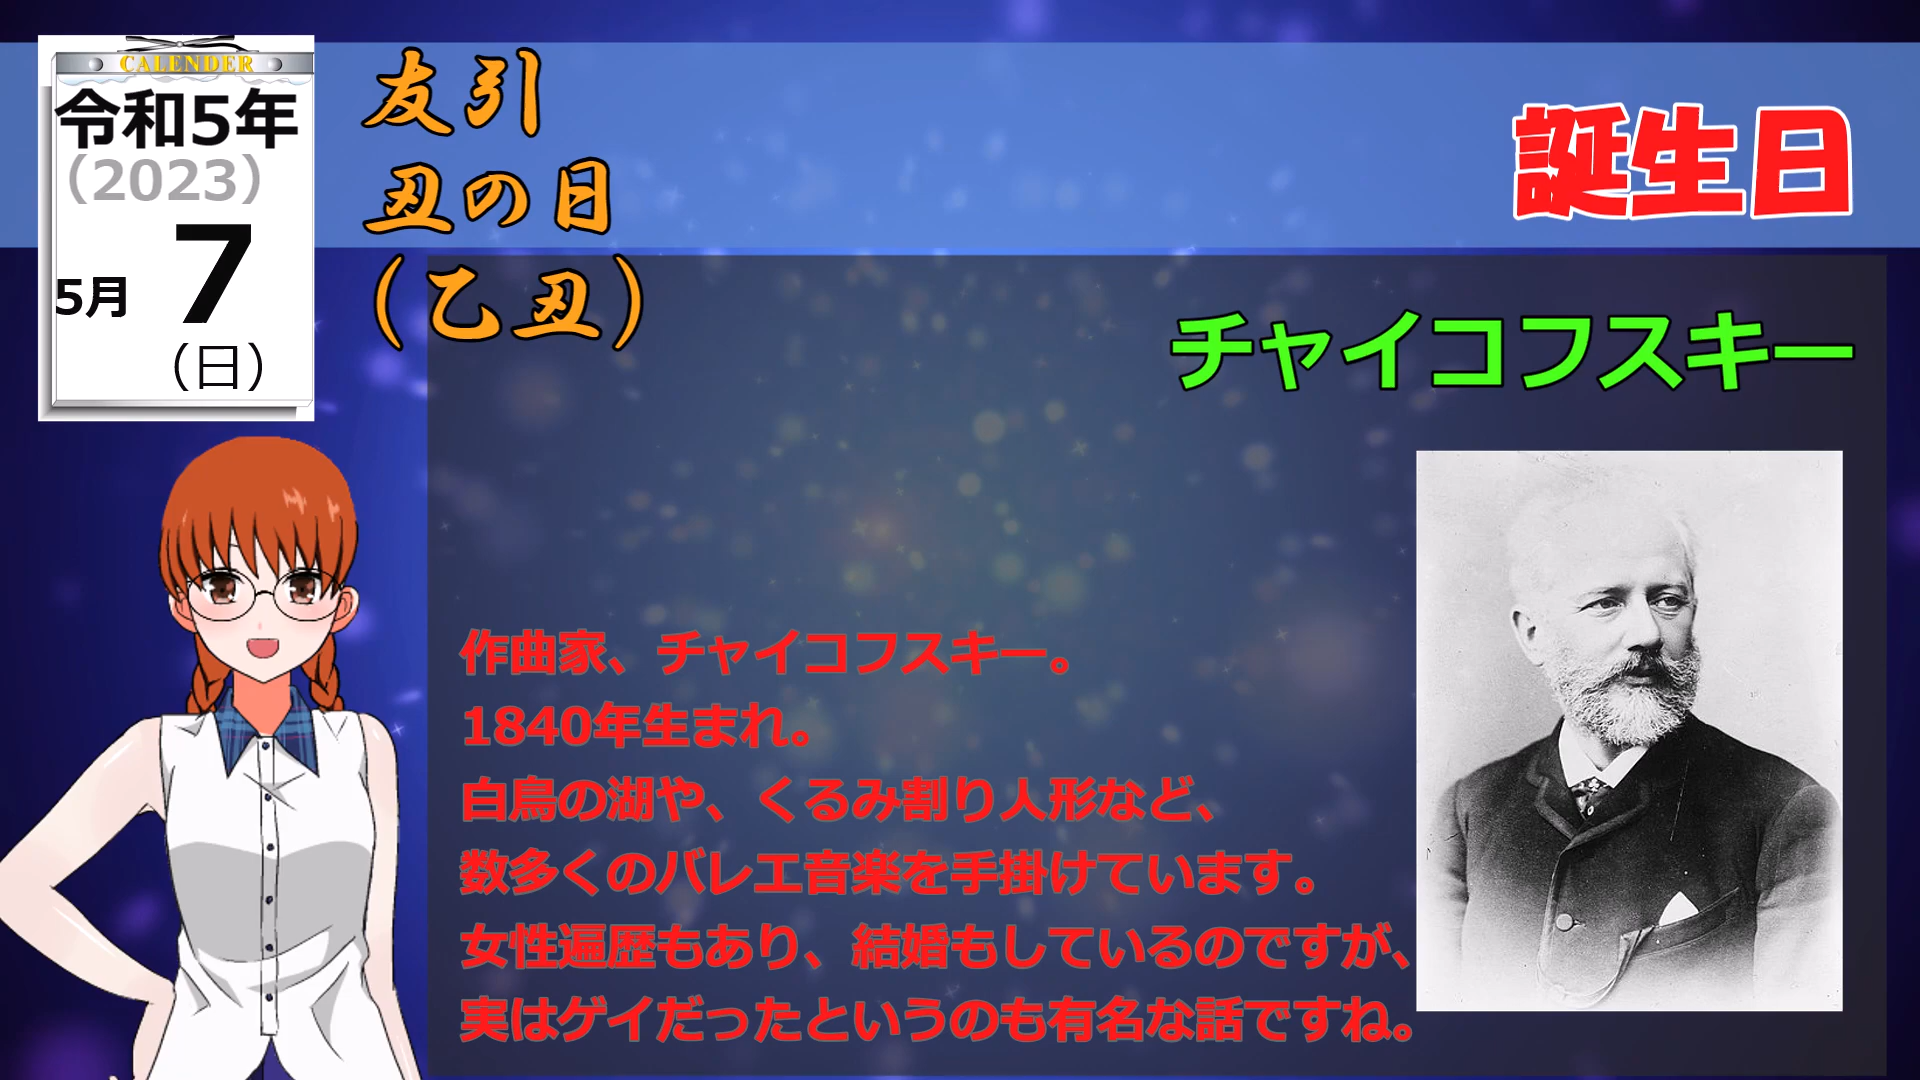 CALENDER
令和5年
（2023）
5月 7
（日）
友引
丑の日
（乙丑）
誕生日
チャイコフスキー
作曲家、チャイコフスキー。
1840年生まれ。
白鳥の湖や、くるみ割り人形など、
数多くのバレエ音楽を手掛けています。
女性遍歴もあり、結婚もしているのですが、
実はゲイだったというのも有名な話ですね。